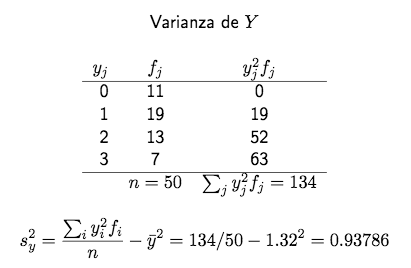 Varianza de Y
y_j f_j y_j^2 f_j
0 11 0
1 19 19
2 13 52
3 7 63
n = 50 ∑_j y_j^2 f_j = 134
s_y^2 = ∑_i y_i^2 f_i / n − ȳ^2 = 134/50 − 1.32^2 = 0.93786